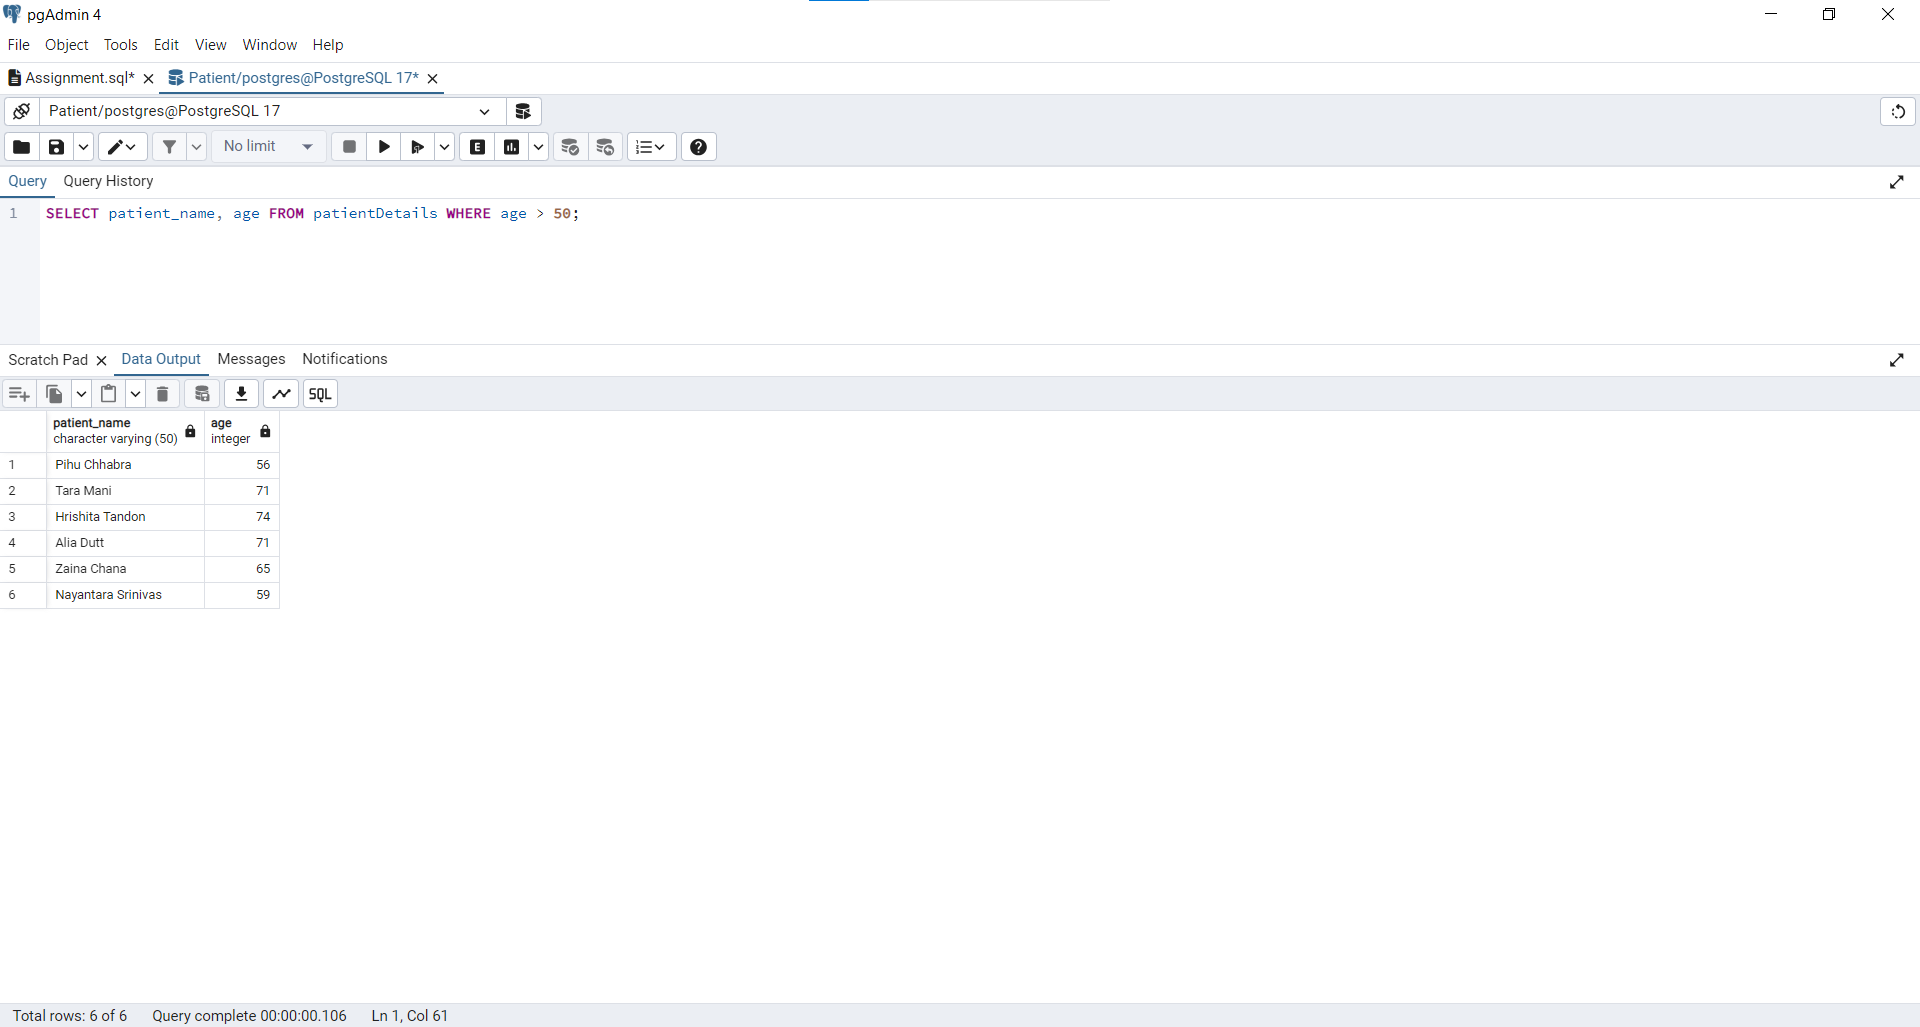 pgAdmin 4
File Object Tools Edit View Window Help
Assignment.sql* Patient/postgres@PostgreSQL 17*
Patient/postgres@PostgreSQL 17
No limit E
Query Query History
1 SELECT patient_name, age FROM patientDetails WHERE age > 50;
Scratch Pad Data Output Messages Notifications
SQL
patient_name age
character varying (50) integer
1 Pihu Chhabra 56
2 Tara Mani 71
3 Hrishita Tandon 74
4 Alia Dutt 71
5 Zaina Chana 65
6 Nayantara Srinivas 59
Total rows: 6 of 6 Query complete 00:00:00.106 Ln 1, Col 61